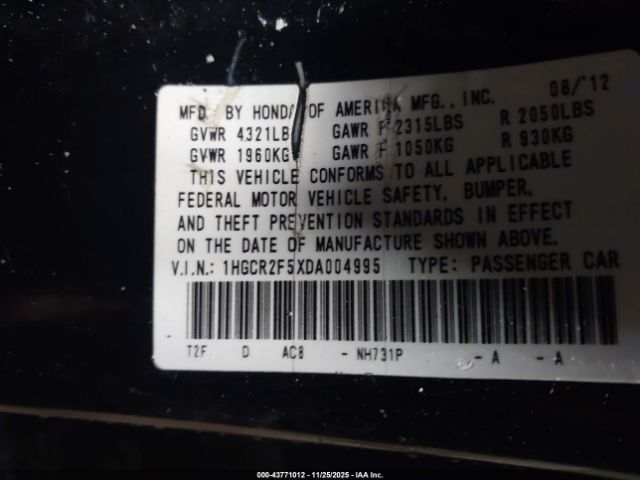 MFD. BY HONDA OF AMERICA MFG., INC. 08/'12
GVWR 4321LBS GAWR F 2315LBS R 2050LBS
GVWR 1960KG GAWR F 1050KG R 930KG
THIS VEHICLE CONFORMS TO ALL APPLICABLE
FEDERAL MOTOR VEHICLE SAFETY, BUMPER,
AND THEFT PREVENTION STANDARDS IN EFFECT
ON THE DATE OF MANUFACTURE SHOWN ABOVE.
V.I.N.: 1HGCR2F5XDA004995 TYPE: PASSENGER CAR
T2F D AC8 - NH731P - A - A
000-43771012 - 11/25/2025 - IAA Inc.